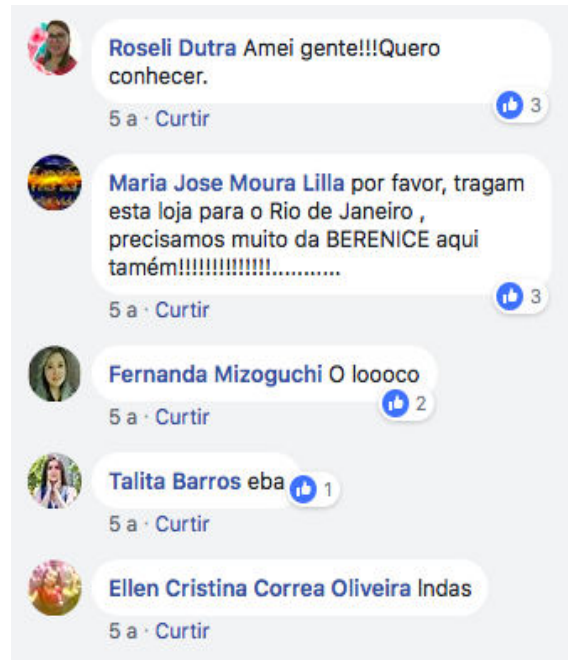 Roseli Dutra Amei gente!!!Quero
conhecer.
3
5 a · Curtir
Maria Jose Moura Lilla por favor, tragam
esta loja para o Rio de Janeiro ,
precisamos muito da BERENICE aqui
tamém!!!!!!!!!!!!!!...........
3
5 a · Curtir
Fernanda Mizoguchi O loooco
2
5 a · Curtir
Talita Barros eba
1
5 a · Curtir
Ellen Cristina Correa Oliveira lndas
5 a · Curtir